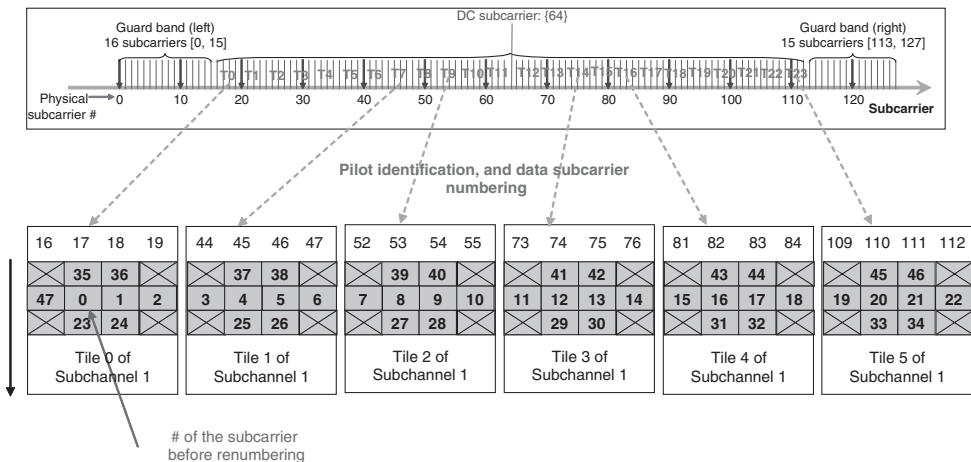 DC subcarrier: {64}
Guard band (left)
16 subcarriers [0, 15]
Guard band (right)
15 subcarriers [113, 127]
T0 T1 T2 T3 T4 T5 T6 T7 T8 T9 T10 T11 T12 T13 T14 T15 T16 T17 T18 T19 T20 T21 T22 T23
Physical
subcarrier #
0 10 20 30 40 50 60 70 80 90 100 110 120
Subcarrier
Pilot identification, and data subcarrier
numbering
16 17 18 19 44 45 46 47 52 53 54 55 73 74 75 76 81 82 83 84 109 110 111 112
35 36 37 38 39 40 41 42 43 44 45 46
47 0 1 2 3 4 5 6 7 8 9 10 11 12 13 14 15 16 17 18 19 20 21 22
23 24 25 26 27 28 29 30 31 32 33 34
Tile 0 of
Subchannel 1
Tile 1 of
Subchannel 1
Tile 2 of
Subchannel 1
Tile 3 of
Subchannel 1
Tile 4 of
Subchannel 1
Tile 5 of
Subchannel 1
# of the subcarrier
before renumbering